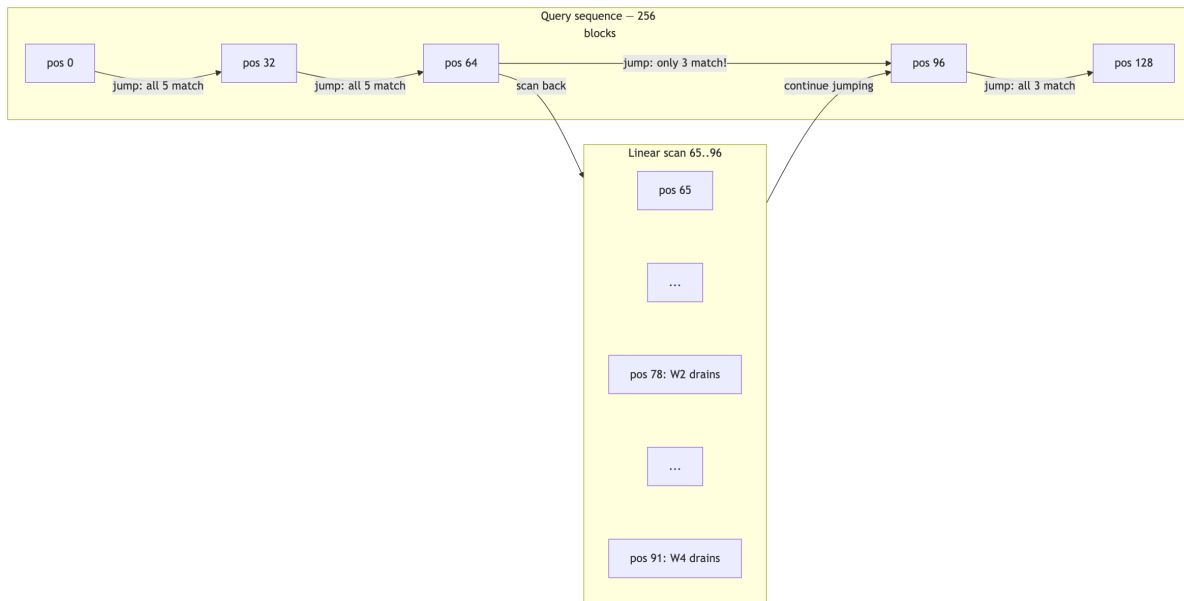 Query sequence — 256
blocks
pos 0
pos 32
pos 64
jump: only 3 match!
pos 96
pos 128
jump: all 5 match
jump: all 5 match
scan back
continue jumping
jump: all 3 match
Linear scan 65..96
pos 65
...
pos 78: W2 drains
...
pos 91: W4 drains